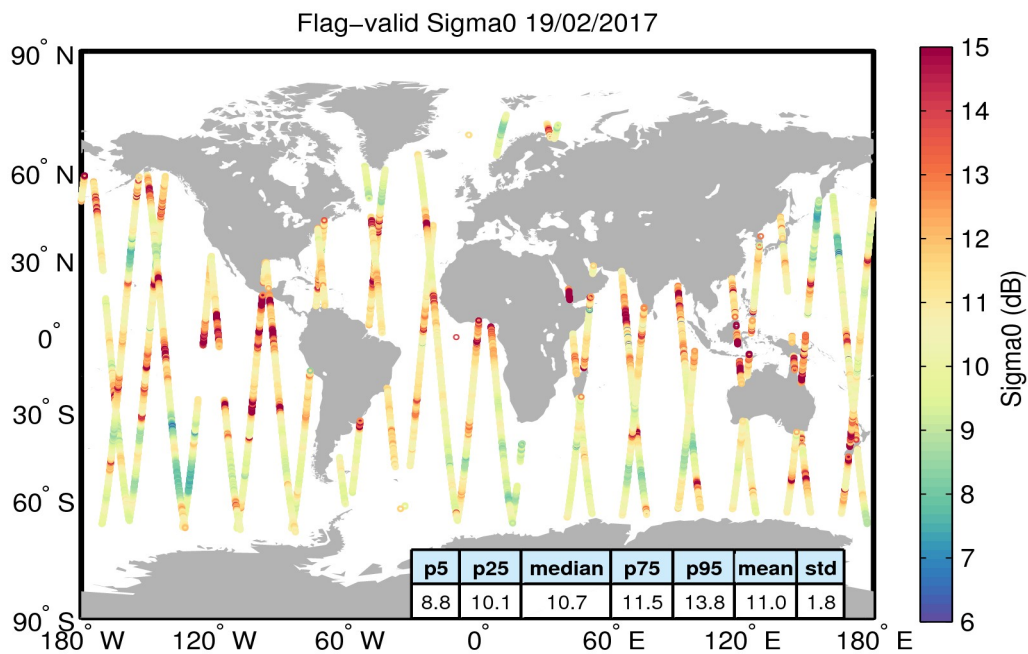 Flag−valid Sigma0 19/02/2017
90° N
60° N
30° N
0°
30° S
60° S
90° S
180° W
120° W
60° W
0°
60° E
120° E
180° E
p5 p25 median p75 p95 mean std
8.8 10.1 10.7 11.5 13.8 11.0 1.8
15
14
13
12
11
10
9
8
7
6
Sigma0 (dB)